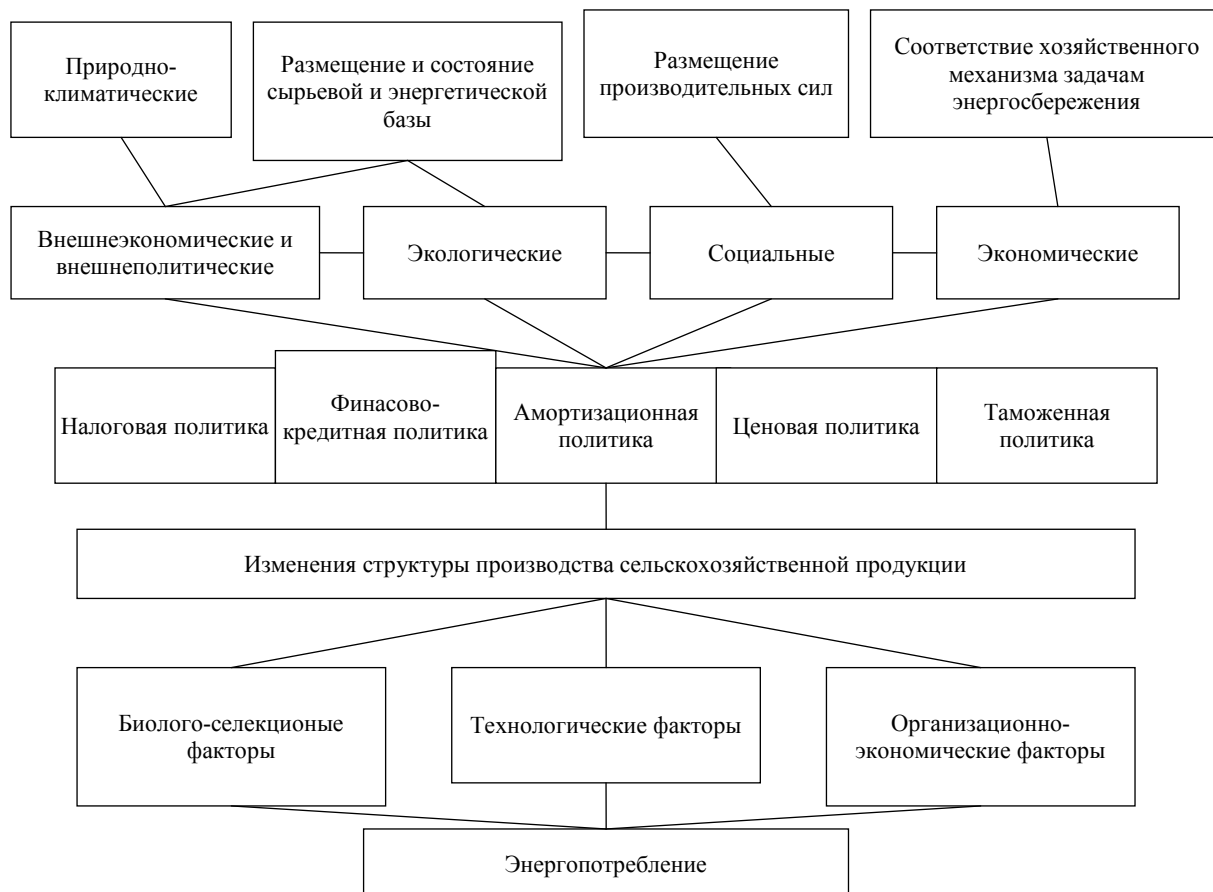 Природно-
климатические
Размещение и состояние
сырьевой и энергетической
базы
Размещение
производительных сил
Соответствие хозяйственного
механизма задачам
энергосбережения
Внешнеэкономические и
внешнеполитические
Экологические
Социальные
Экономические
Налоговая политика
Финасово-
кредитная политика
Амортизационная
политика
Ценовая политика
Таможенная
политика
Изменения структуры производства сельскохозяйственной продукции
Биолого-селекционые
факторы
Технологические факторы
Организационно-
экономические факторы
Энергопотребление